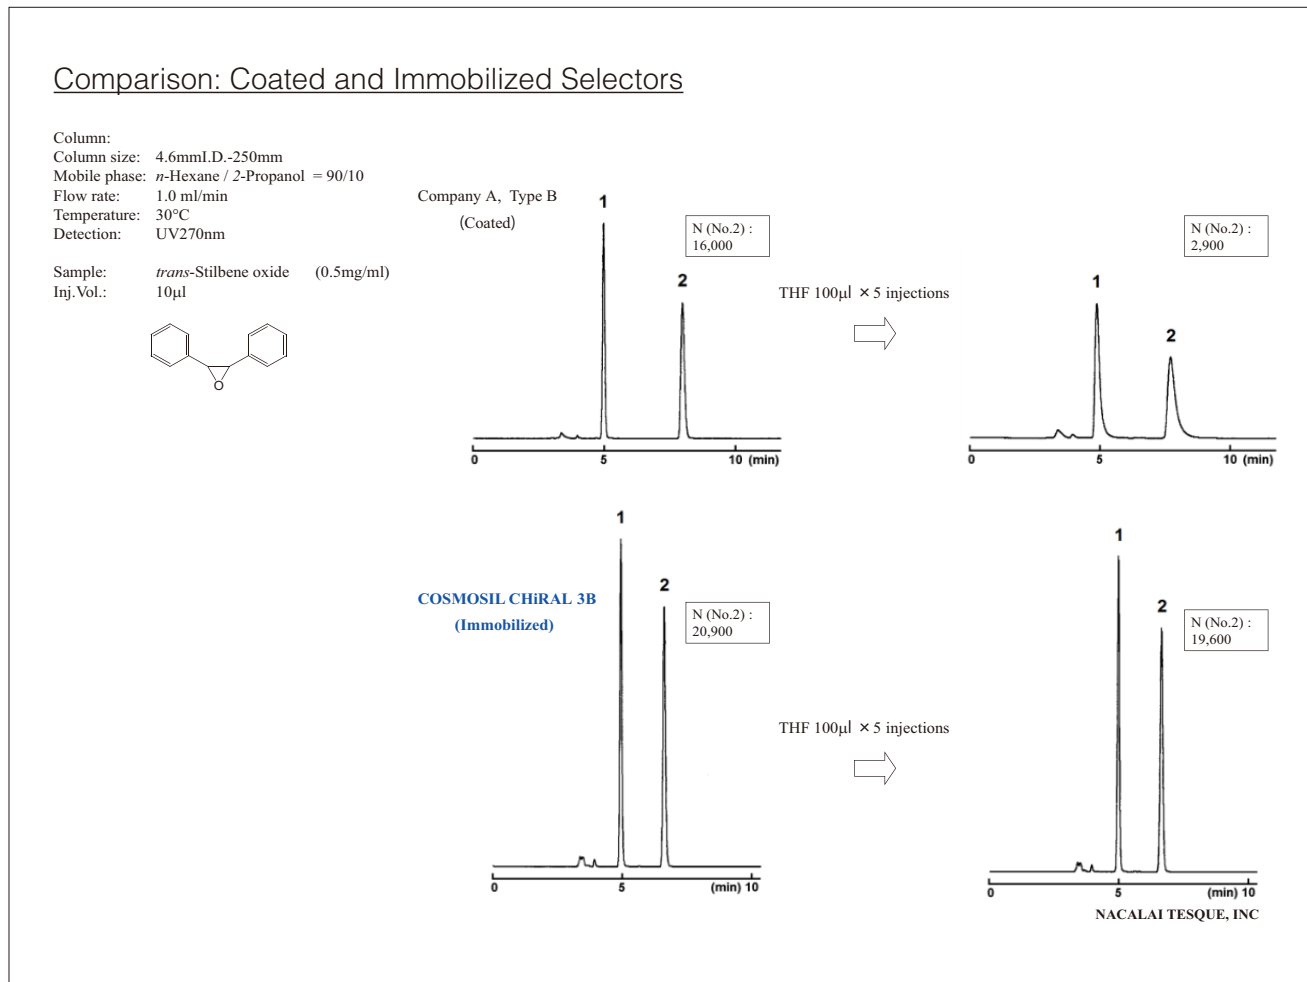 Comparison: Coated and Immobilized Selectors
Column:
Column size: 4.6mmI.D.-250mm
Mobile phase: n-Hexane / 2-Propanol = 90/10
Flow rate: 1.0 ml/min
Temperature: 30°C
Detection: UV270nm
Sample: trans-Stilbene oxide (0.5mg/ml)
Inj.Vol.: 10μl
O
Company A, Type B
(Coated)
1
2
N (No.2) :
16,000
0 5 10 (min)
THF 100μl ×5 injections
1
2
N (No.2) :
2,900
0 5 10 (min)
COSMOSIL CHiRAL 3B
(Immobilized)
1
2
N (No.2) :
20,900
0 5 (min) 10
THF 100μl ×5 injections
1
2
N (No.2) :
19,600
0 5 (min) 10
NACALAI TESQUE, INC